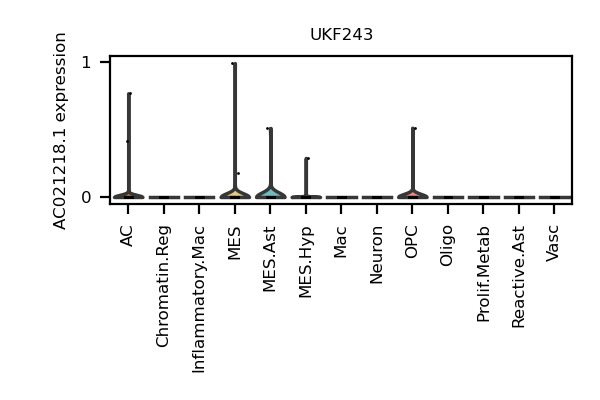 UKF243
AC021218.1 expression
1
0
AC
Chromatin.Reg
Inflammatory.Mac
MES
MES.Ast
MES.Hyp
Mac
Neuron
OPC
Oligo
Prolif.Metab
Reactive.Ast
Vasc